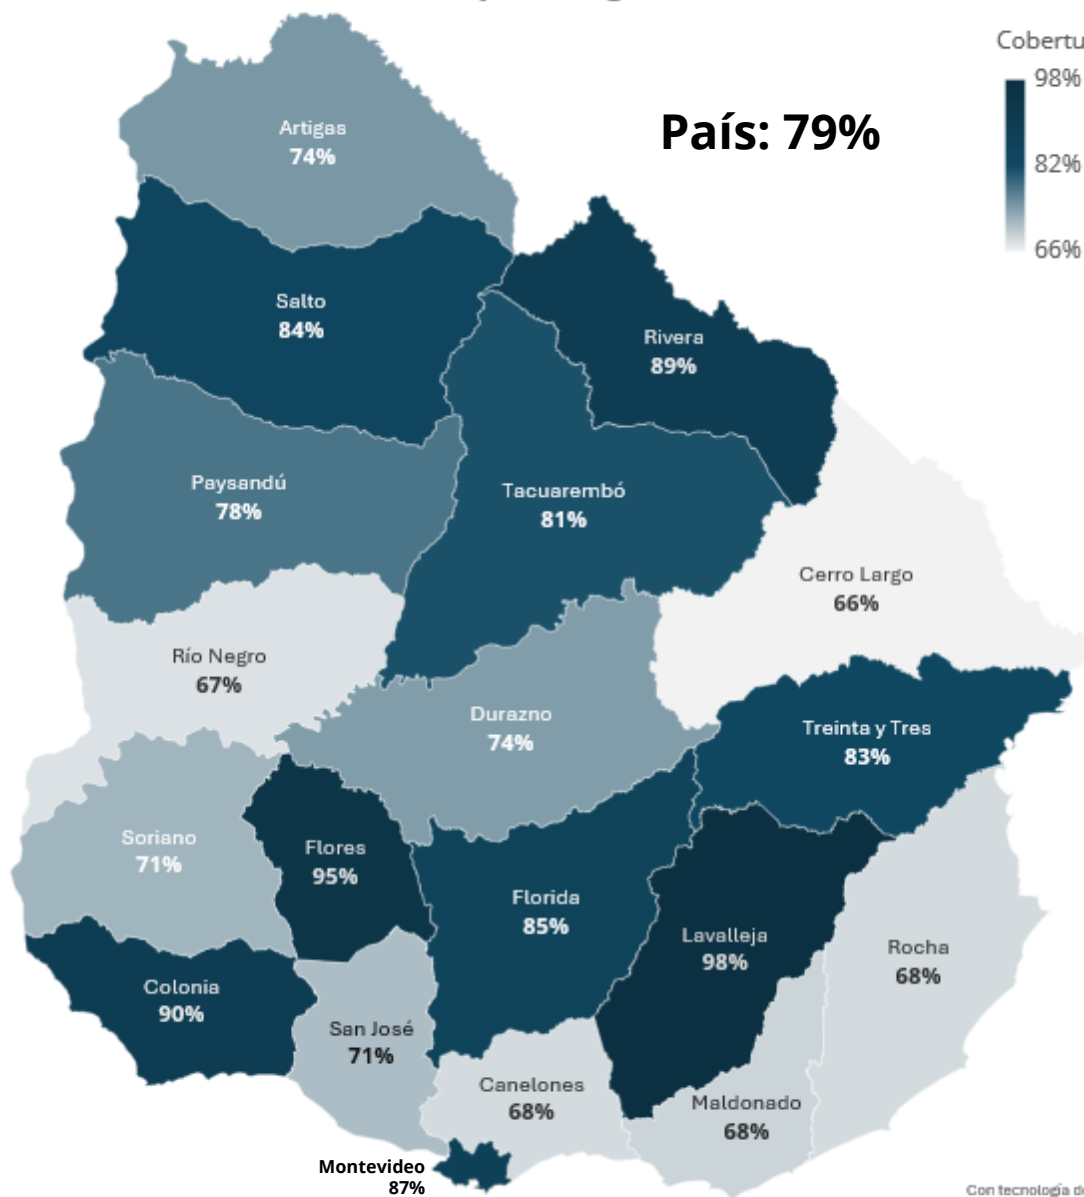 Cobertu
98%
País: 79%
82%
66%
Artigas
74%
Salto
84%
Rivera
89%
Paysandú
78%
Tacuarembó
81%
Cerro Largo
66%
Río Negro
67%
Durazno
74%
Treinta y Tres
83%
Soriano
71%
Flores
95%
Florida
85%
Lavalleja
98%
Rocha
68%
Colonia
90%
San José
71%
Canelones
68%
Maldonado
68%
Montevideo
87%
Con tecnología de